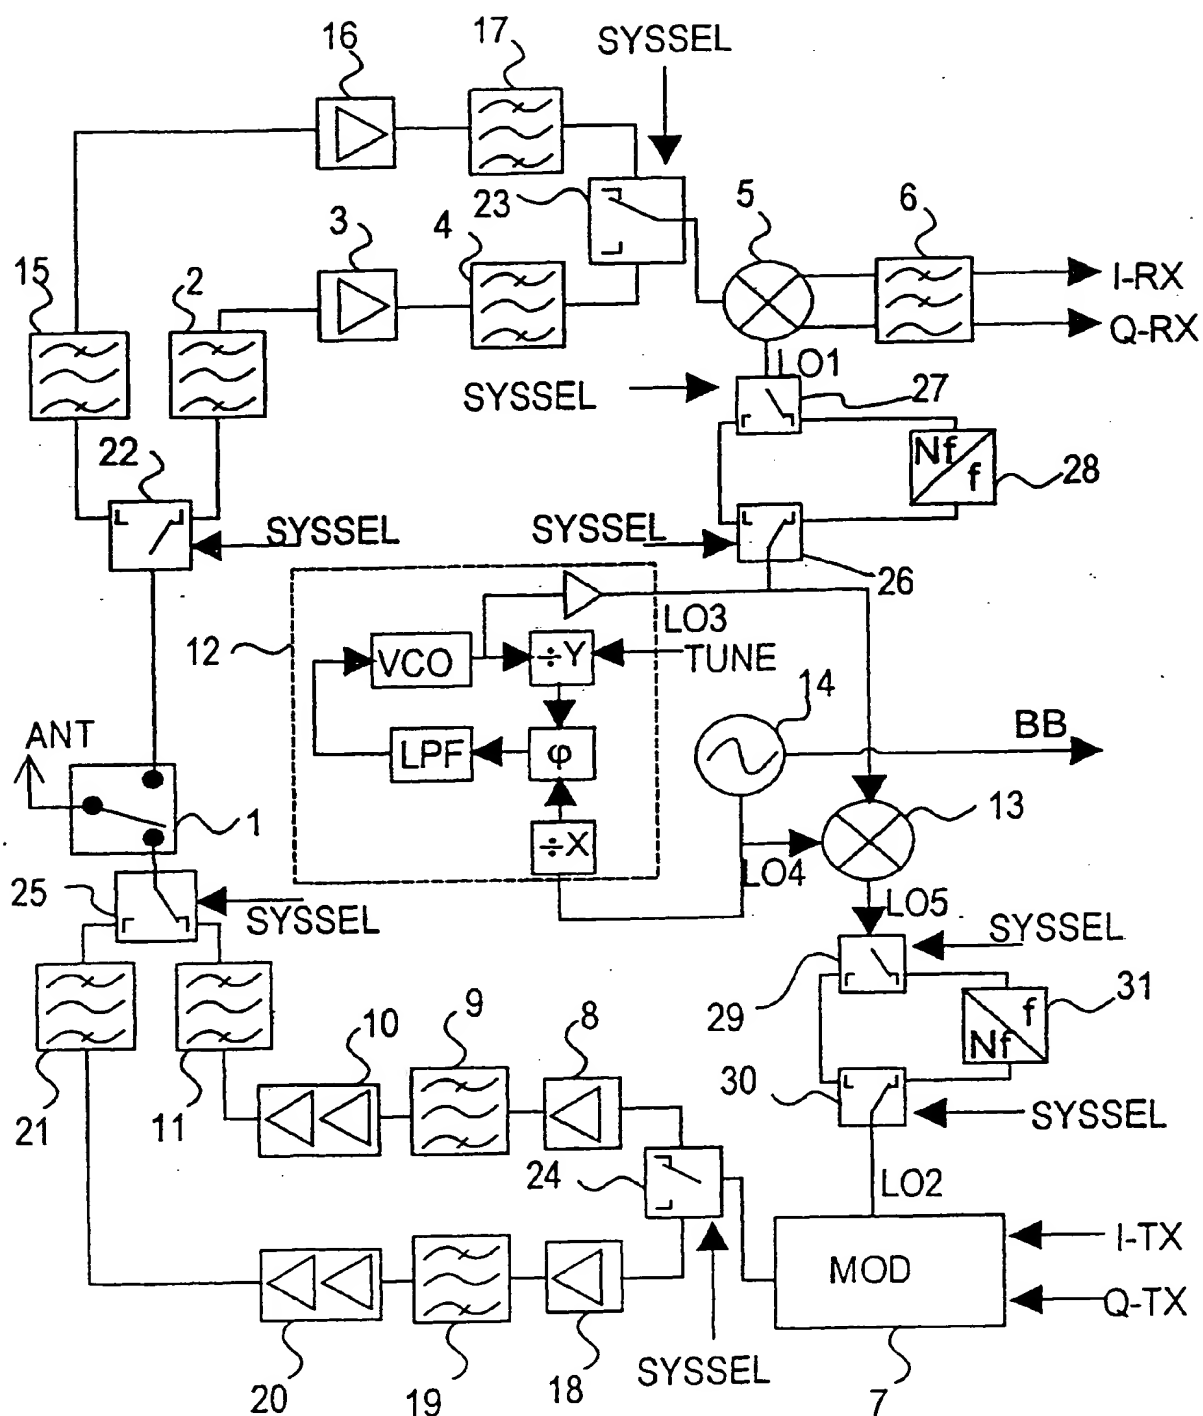 16
17
SYSSEL
23
3
4
5
6
I-RX
Q-RX
15
2
LO1
SYSSEL
27
Nf
f
28
22
SYSSEL
SYSSEL
26
12
LO3
VCO
÷Y
TUNE
14
BB
ANT
LPF
φ
1
13
÷X
LO4
25
SYSSEL
LO5
SYSSEL
29
f
Nf
31
10
9
8
30
SYSSEL
21
11
24
LO2
I-TX
MOD
Q-TX
20
19
18
SYSSEL
7